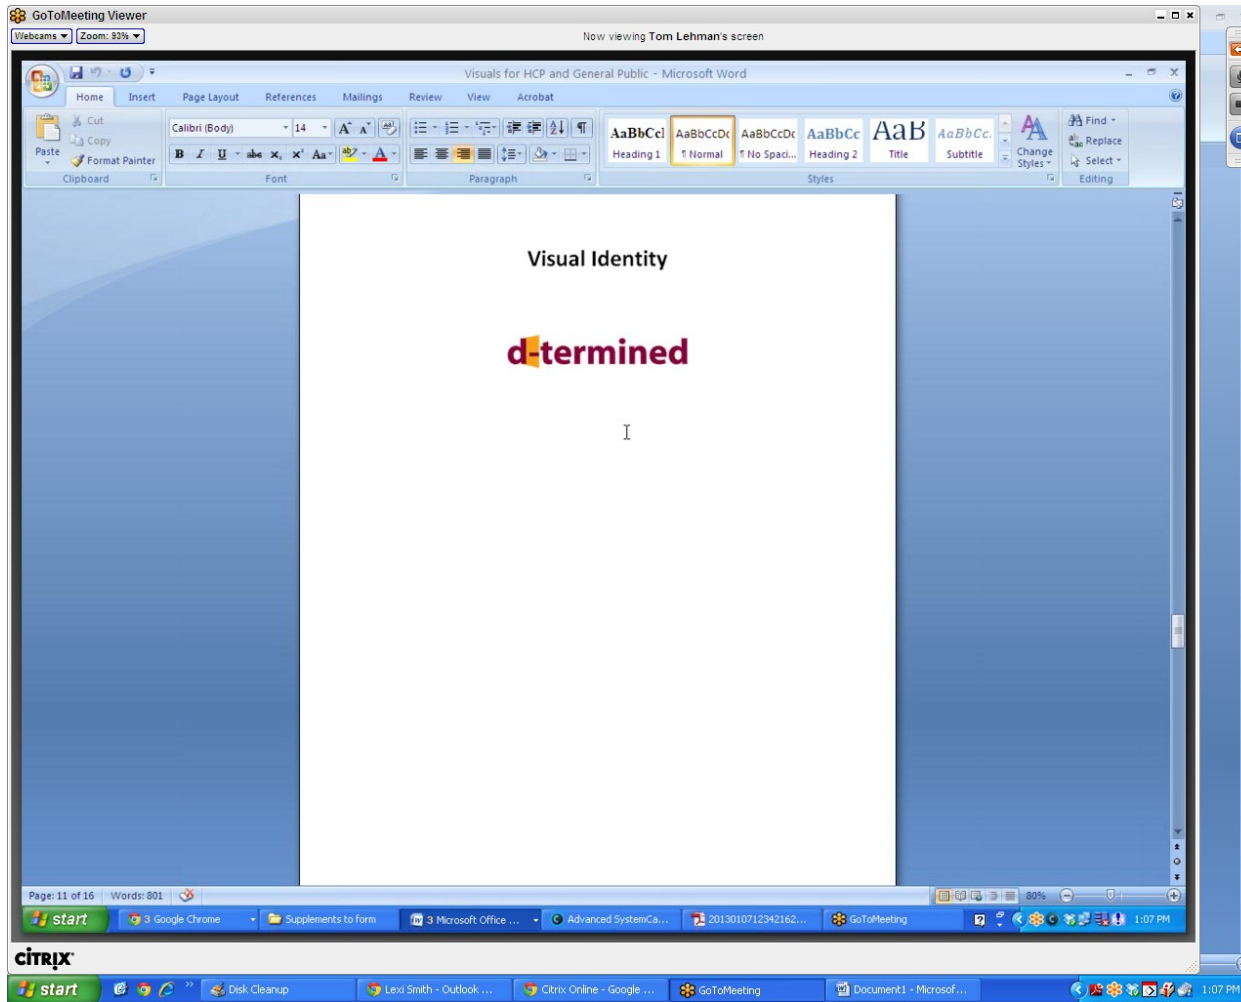 GoToMeeting Viewer
Webcams Zoom: 93% Now viewing Tom Lehman's screen
Visuals for HCP and General Public - Microsoft Word
Home Insert Page Layout References Mailings Review View Acrobat
Paste
Cut
Copy
Format Painter
Clipboard
Calibri (Body) 14
B I U abc x₂ x² Aa
Font
Paragraph
AaBbCcI AaBbCcDc AaBbCcDc AaBbCc AaB AaBbCc.
Heading 1 ¶ Normal ¶ No Spaci... Heading 2 Title Subtitle
Change Styles
Styles
Find
Replace
Select
Editing
Visual Identity
d-termined
Page: 11 of 16 Words: 801 80%
start 3 Google Chrome Supplements to form 3 Microsoft Office ... Advanced SystemCa... 2013010712342162... GoToMeeting 1:07 PM
CITRIX
start Disk Cleanup Lexi Smith - Outlook ... Citrix Online - Google ... GoToMeeting Document1 - Microsof... 1:07 PM